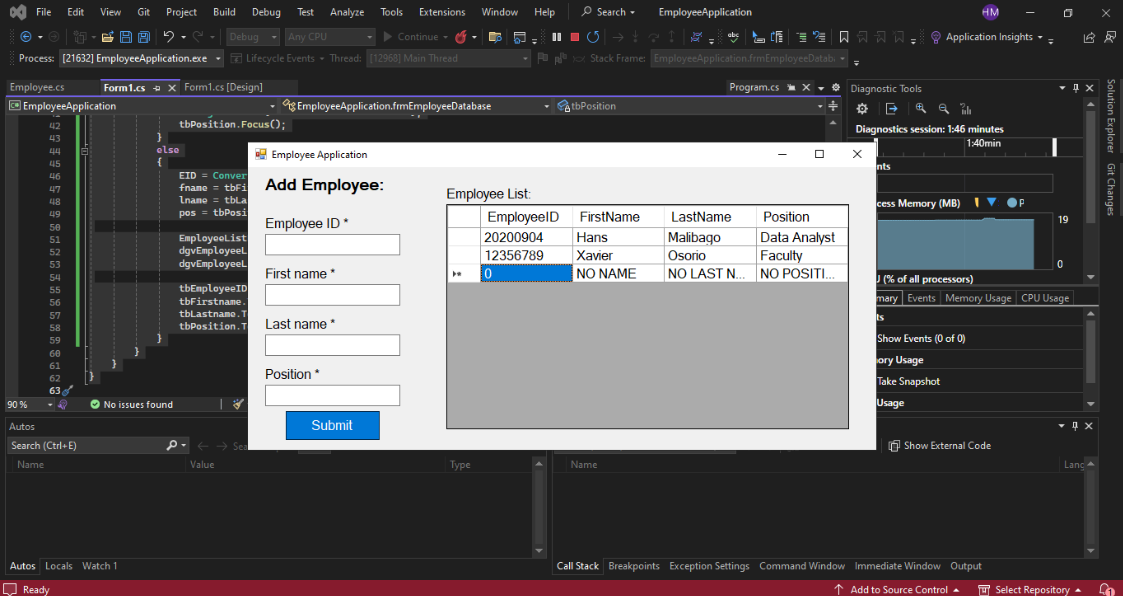 File Edit View Git Project Build Debug Test Analyze Tools Extensions Window Help Search EmployeeApplication HM
Debug Any CPU Continue Application Insights
Process: [21632] EmployeeApplication.exe Lifecycle Events Thread: [12968] Main Thread Stack Frame: EmployeeApplication.frmEmployeeDatab
Employee.cs Form1.cs Form1.cs [Design] Program.cs
EmployeeApplication EmployeeApplication.frmEmployeeDatabase tbPosition
42 tbPosition.Focus();
43 }
44 else
45 {
46 EID = Conver
47 fname = tbFi
48 lname = tbLa
49 pos = tbPosi
50
51 EmployeeList
52 dgvEmployeeL
53 dgvEmployeeL
54
55 tbEmployeeID
56 tbFirstname.
57 tbLastname.T
58 tbPosition.T
59 }
60 }
61 }
62 }
63
90 % No issues found
Employee Application
Add Employee:
Employee ID *
First name *
Last name *
Position *
Submit
Employee List:
EmployeeID FirstName LastName Position
20200904 Hans Malibago Data Analyst
12356789 Xavier Osorio Faculty
0 NO NAME NO LAST N... NO POSITI...
Diagnostic Tools
Diagnostics session: 1:46 minutes
1:40min
nts
cess Memory (MB) P
19
0
J (% of all processors)
mary Events Memory Usage CPU Usage
ts
Show Events (0 of 0)
ory Usage
Take Snapshot
Usage
Solution Explorer
Git Changes
Autos
Search (Ctrl+E) Sea
Name Value Type
Autos Locals Watch 1
Show External Code
Name Lang
Call Stack Breakpoints Exception Settings Command Window Immediate Window Output
Ready Add to Source Control Select Repository 1